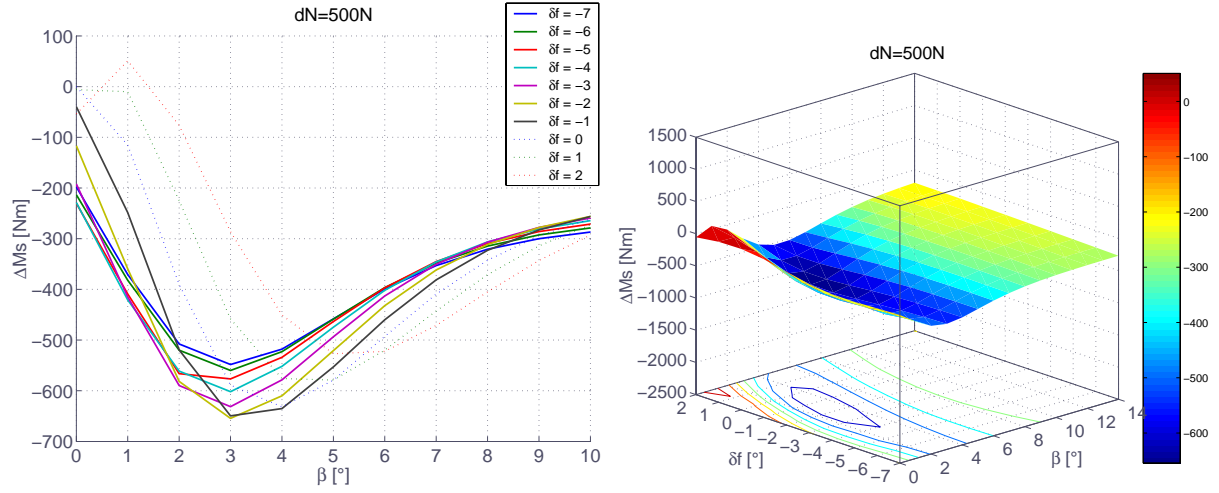 dN=500N
100
0
−100
−200
−300
−400
−500
−600
−700
ΔMs [Nm]
0 1 2 3 4 5 6 7 8 9 10
β [°]
δf = −7
δf = −6
δf = −5
δf = −4
δf = −3
δf = −2
δf = −1
δf = 0
δf = 1
δf = 2
dN=500N
1500
1000
500
0
−500
−1000
−1500
−2000
−2500
ΔMs [Nm]
2 1 0 −1 −2 −3 −4 −5 −6 −7
δf [°]
0 2 4 6 8 10 12 14
β [°]
0
−100
−200
−300
−400
−500
−600